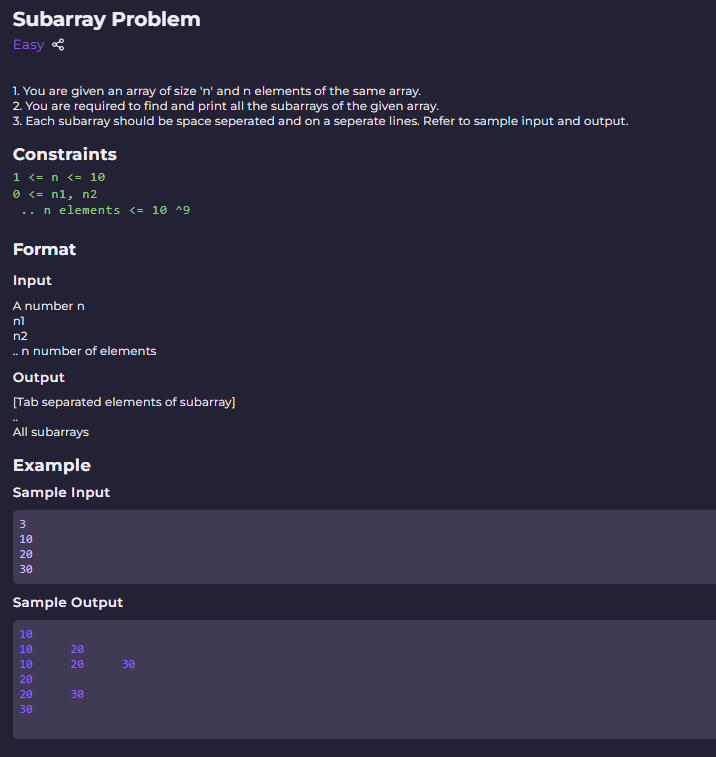 Subarray Problem
Easy
1. You are given an array of size 'n' and n elements of the same array.
2. You are required to find and print all the subarrays of the given array.
3. Each subarray should be space seperated and on a seperate lines. Refer to sample input and output.
Constraints
1 <= n <= 10
0 <= n1, n2
.. n elements <= 10 ^9
Format
Input
A number n
n1
n2
.. n number of elements
Output
[Tab separated elements of subarray]
..
All subarrays
Example
Sample Input
3
10
20
30
Sample Output
10
10	20
10	20	30
20
20	30
30